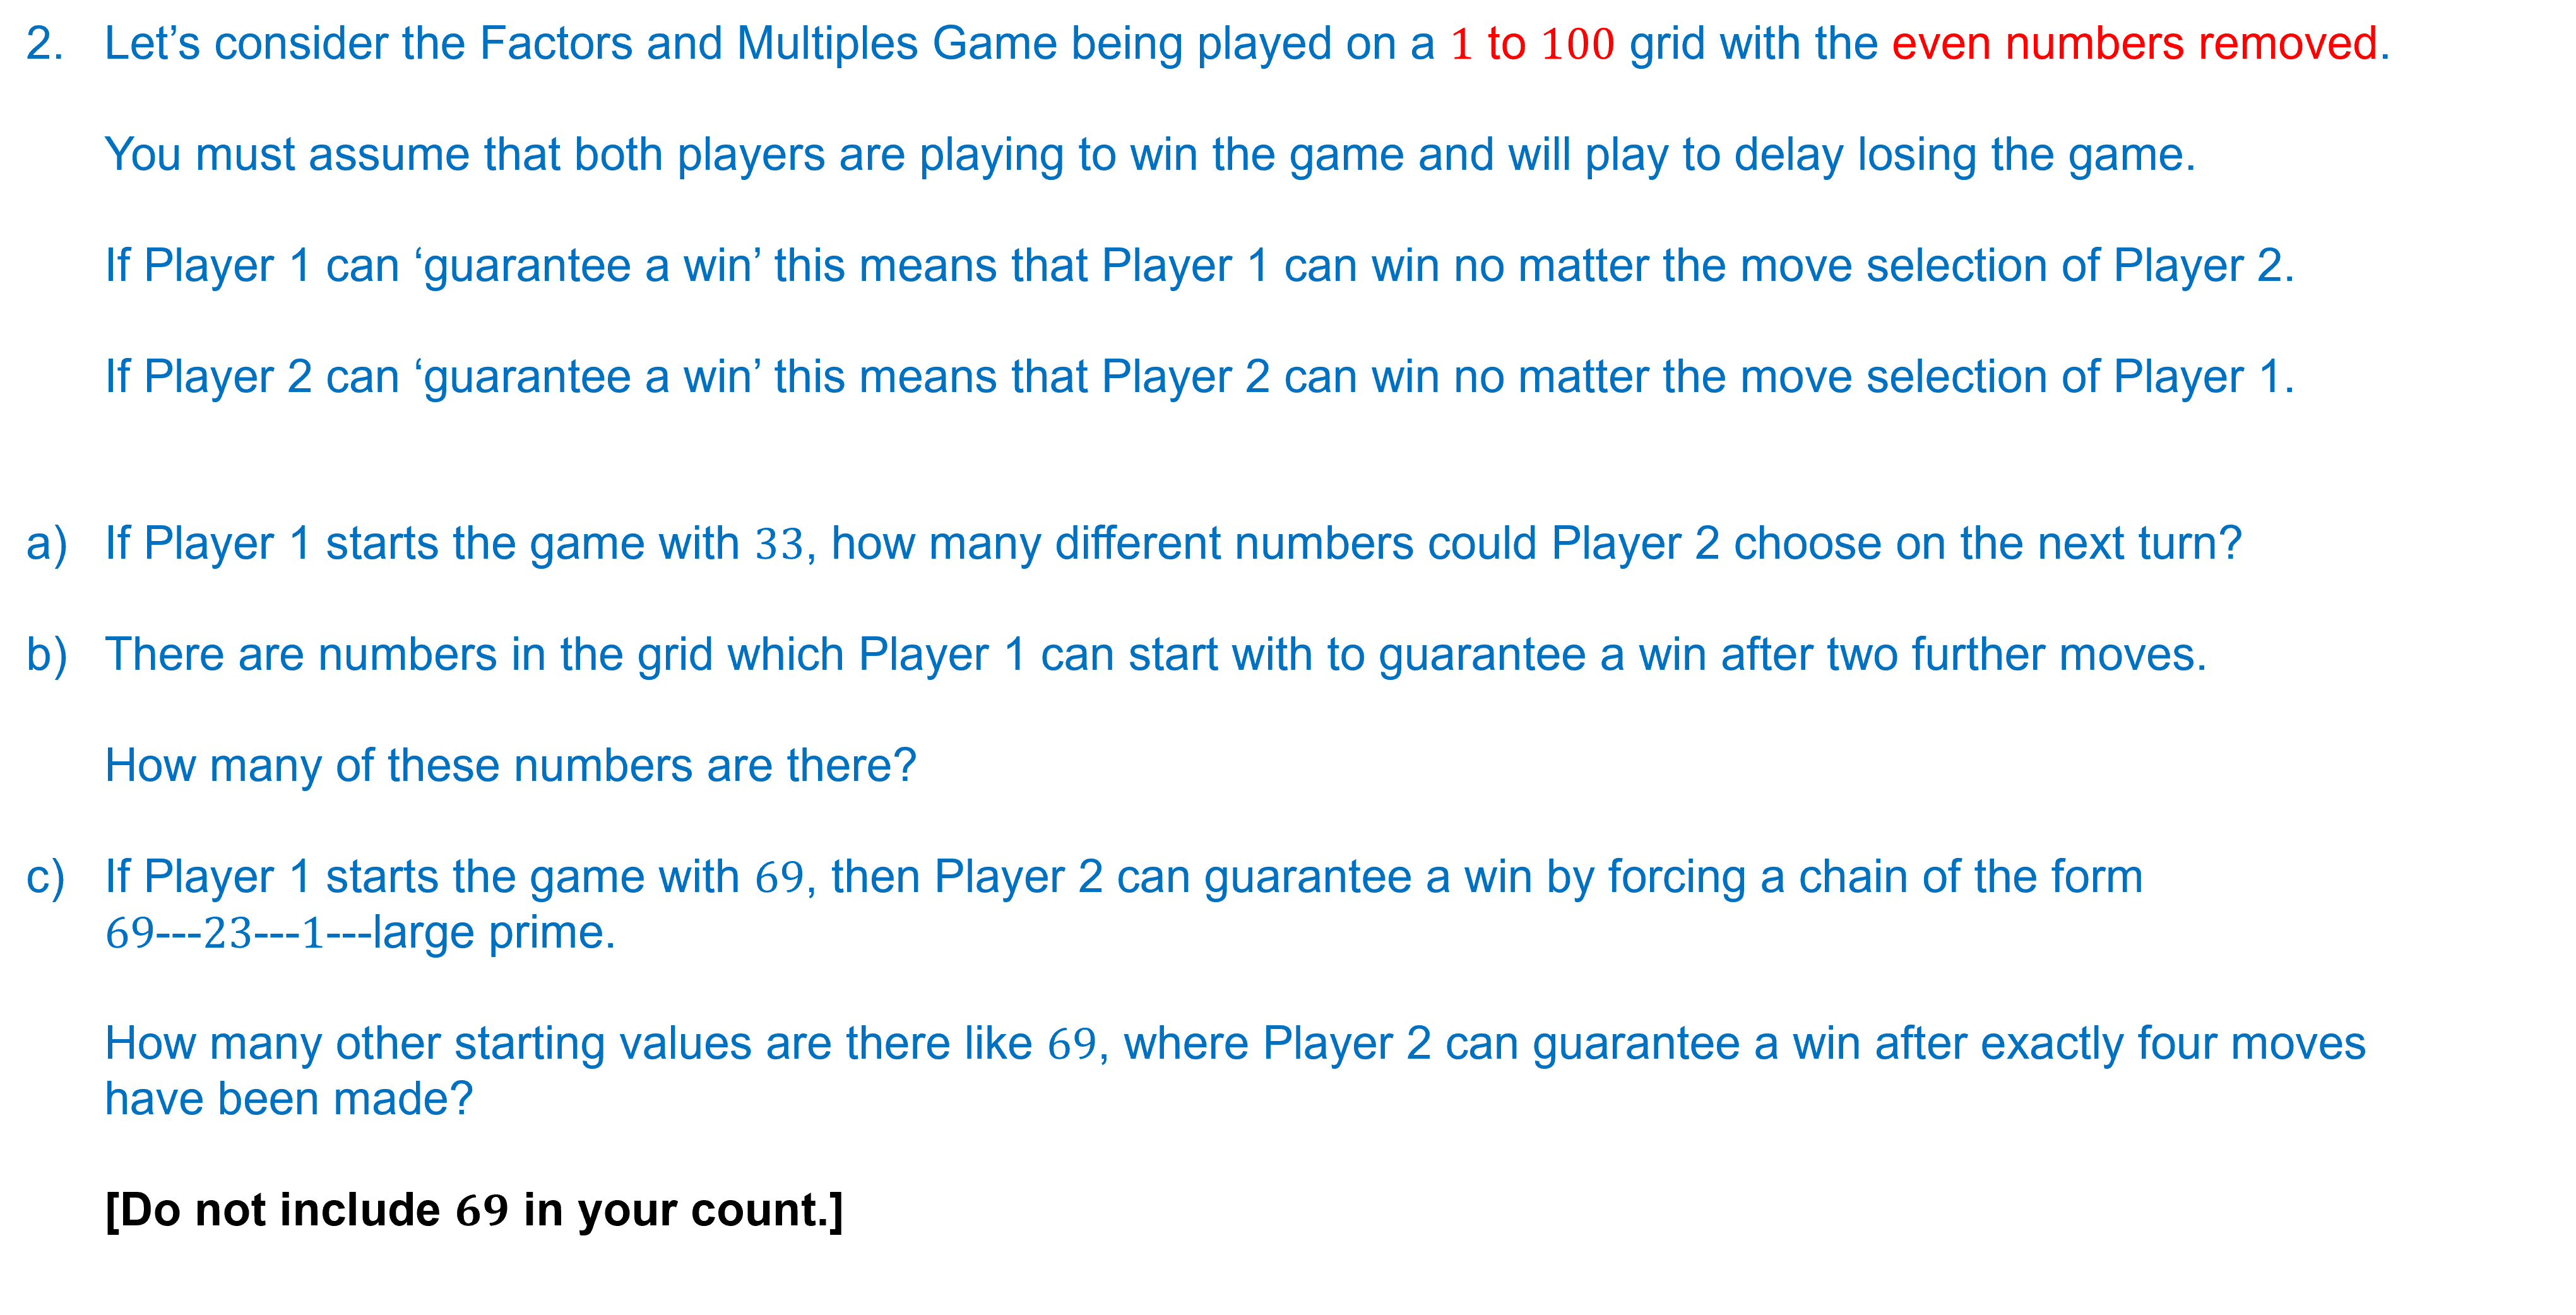 2. Let’s consider the Factors and Multiples Game being played on a 1 to 100 grid with the even numbers removed.
You must assume that both players are playing to win the game and will play to delay losing the game.
If Player 1 can ‘guarantee a win’ this means that Player 1 can win no matter the move selection of Player 2.
If Player 2 can ‘guarantee a win’ this means that Player 2 can win no matter the move selection of Player 1.
a) If Player 1 starts the game with 33, how many different numbers could Player 2 choose on the next turn?
b) There are numbers in the grid which Player 1 can start with to guarantee a win after two further moves.
How many of these numbers are there?
c) If Player 1 starts the game with 69, then Player 2 can guarantee a win by forcing a chain of the form
69---23---1---large prime.
How many other starting values are there like 69, where Player 2 can guarantee a win after exactly four moves
have been made?
[Do not include 69 in your count.]